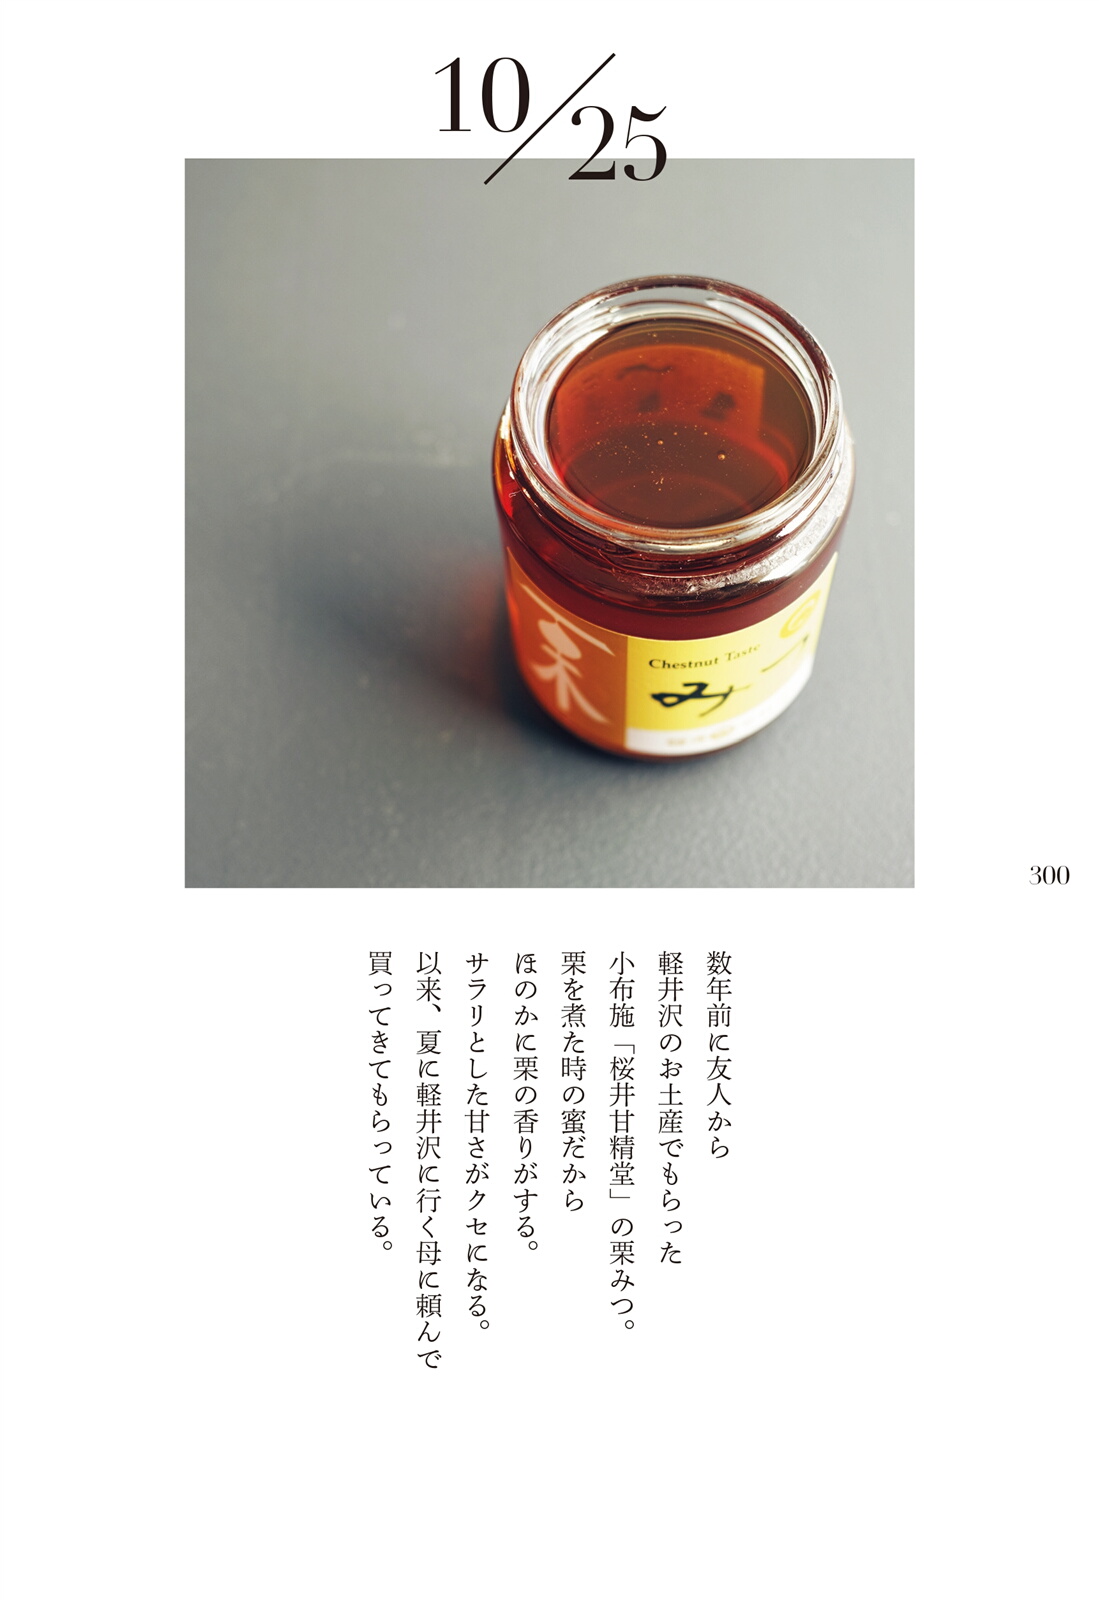 10/25
栗
Chestnut Taste
みつ
300
数年前に友人から
軽井沢のお土産でもらった
小布施「桜井甘精堂」の栗みつ。
栗を煮た時の蜜だから
ほのかに栗の香りがする。
サラリとした甘さがクセになる。
以来、夏に軽井沢に行く母に頼んで
買ってきてもらっている。